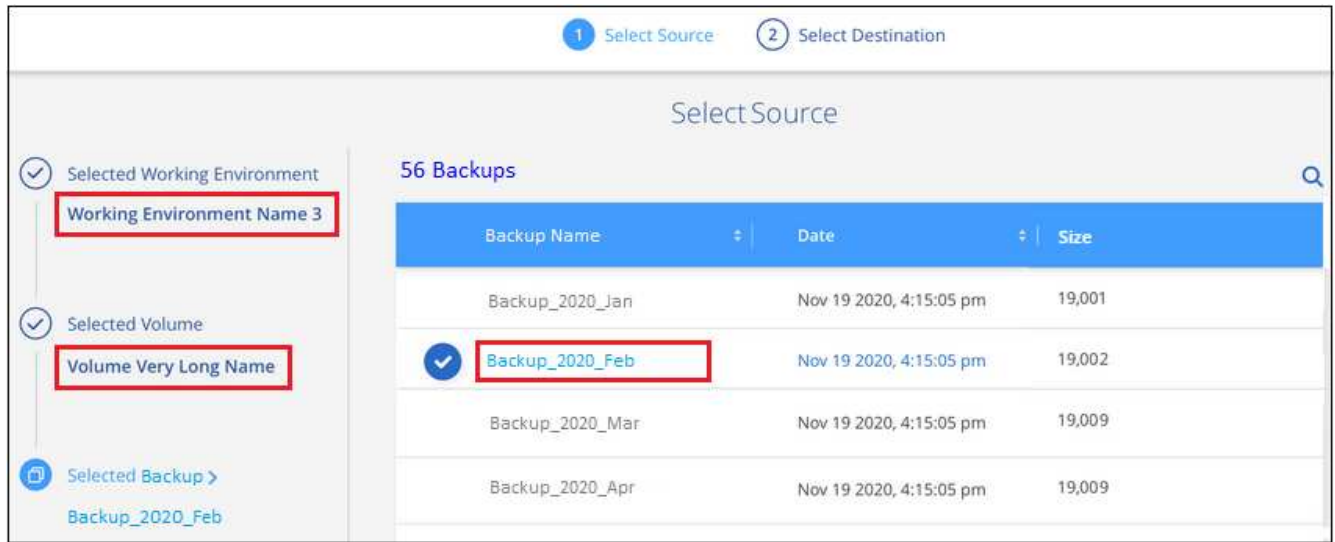 1 Select Source 2 Select Destination
Select Source
Selected Working Environment
Working Environment Name 3
Selected Volume
Volume Very Long Name
Selected Backup >
Backup_2020_Feb
56 Backups
Backup Name Date Size
Backup_2020_Jan Nov 19 2020, 4:15:05 pm 19,001
Backup_2020_Feb Nov 19 2020, 4:15:05 pm 19,002
Backup_2020_Mar Nov 19 2020, 4:15:05 pm 19,009
Backup_2020_Apr Nov 19 2020, 4:15:05 pm 19,009